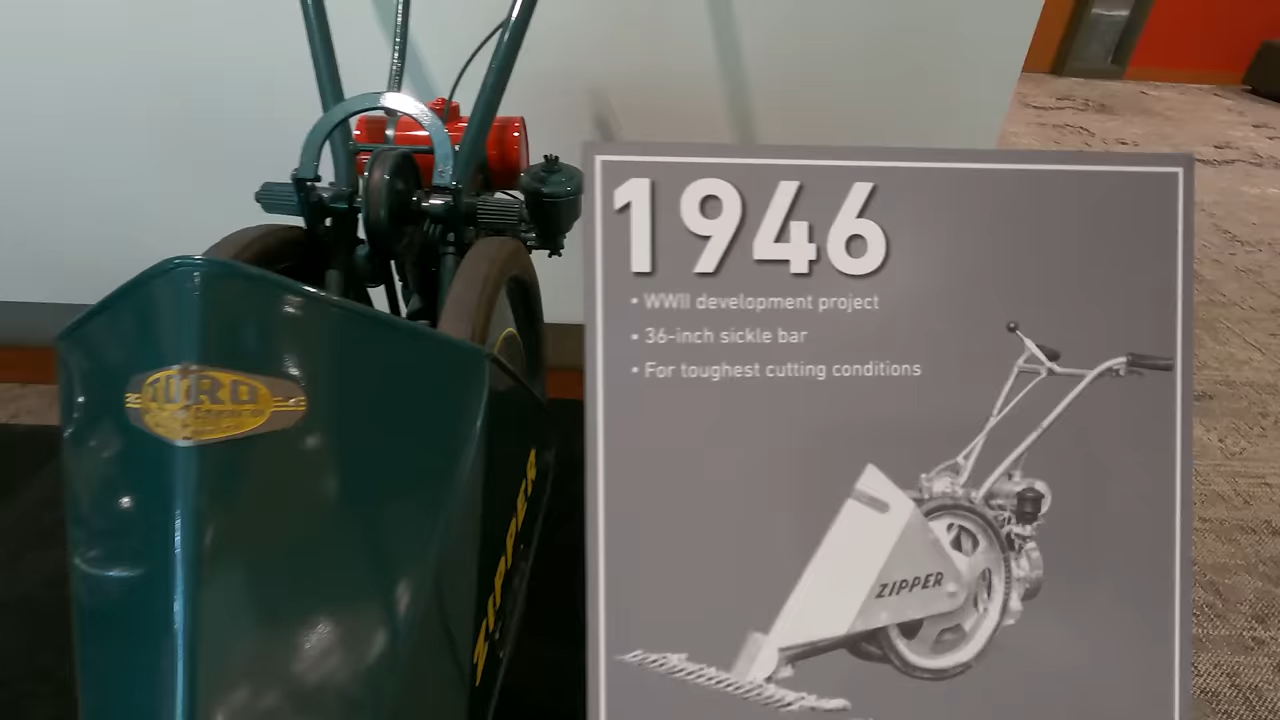 TORO
ZIPPER
1946
• WWII development project
• 36-inch sickle bar
• For toughest cutting conditions
ZIPPER